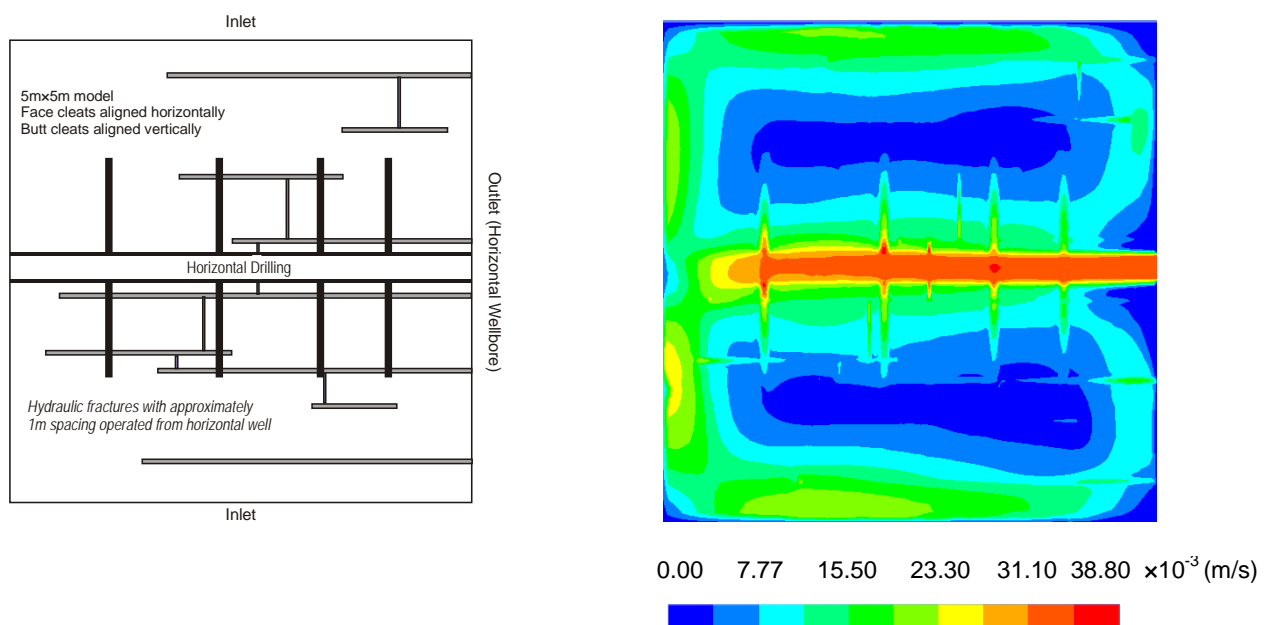 Inlet
5m×5m model
Face cleats aligned horizontally
Butt cleats aligned vertically
Outlet (Horizontal Wellbore)
Horizontal Drilling
Hydraulic fractures with approximately
1m spacing operated from horizontal well
Inlet
0.00 7.77 15.50 23.30 31.10 38.80 ×10⁻³ (m/s)